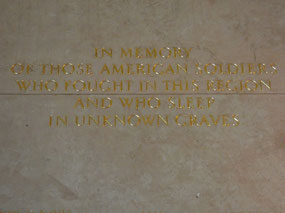 IN MEMORY
OF THOSE AMERICAN SOLDIERS
WHO FOUGHT IN THIS REGION
AND WHO SLEEP
IN UNKNOWN GRAVES